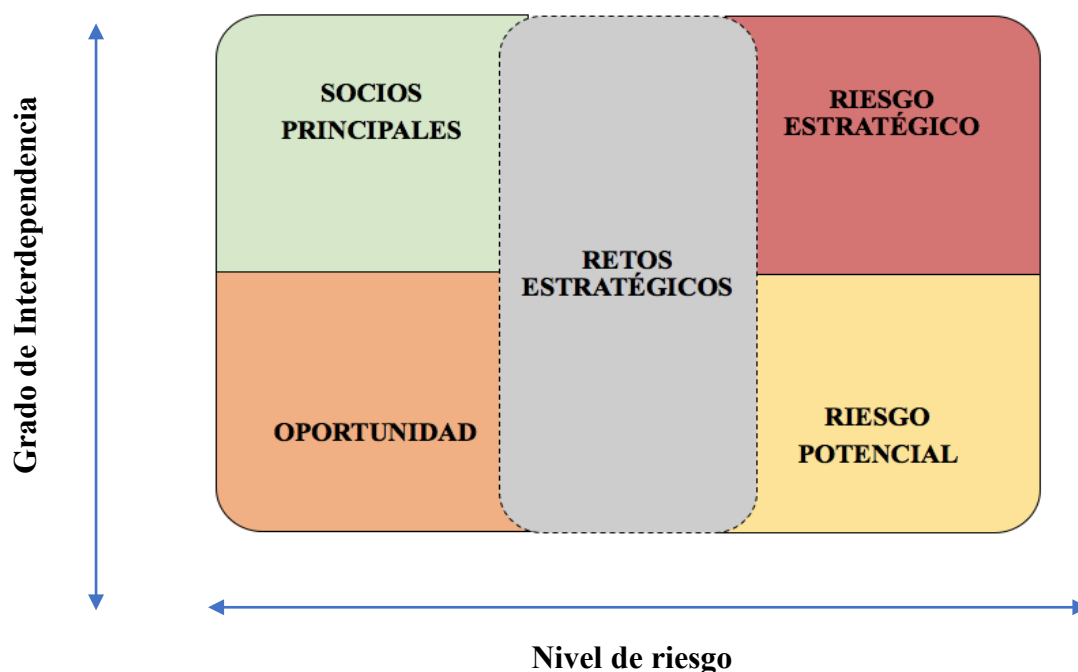 Grado de Interdependencia
SOCIOS
PRINCIPALES
RIESGO
ESTRATÉGICO
RETOS
ESTRATÉGICOS
OPORTUNIDAD
RIESGO
POTENCIAL
Nivel de riesgo